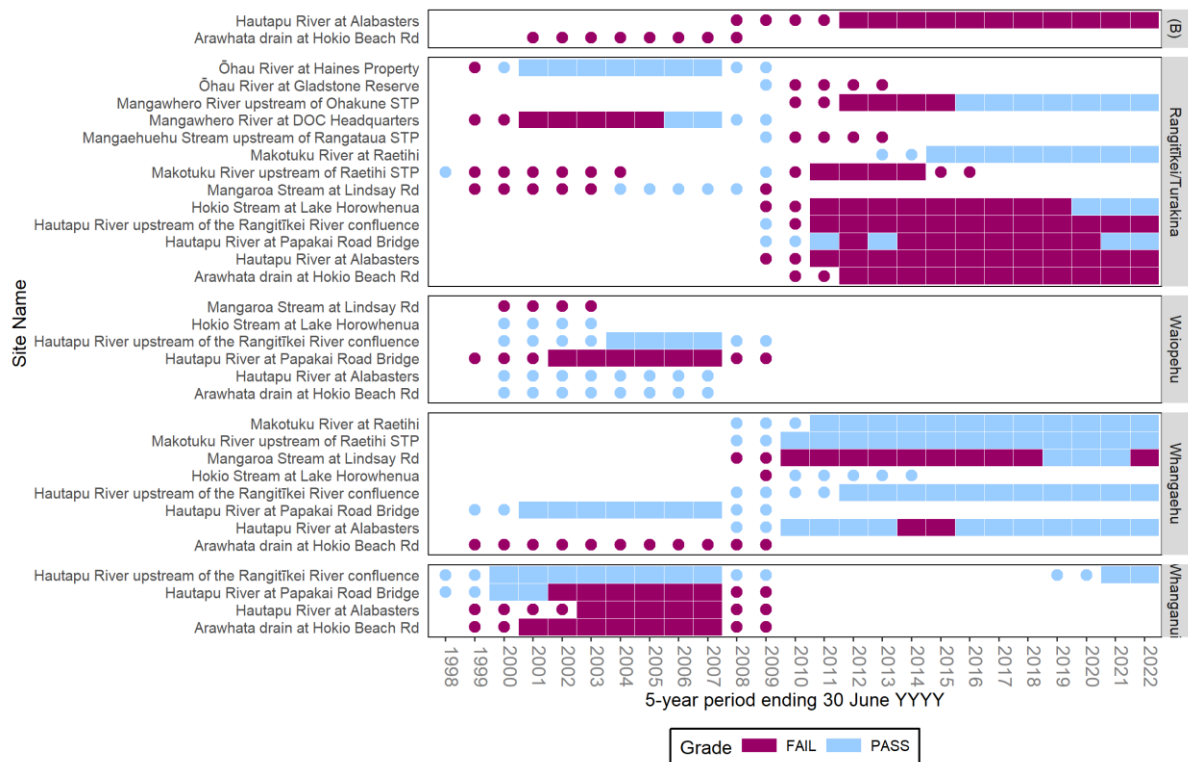 Hautapu River at Alabasters
Arawhata drain at Hokio Beach Rd
(B)
Ōhau River at Haines Property
Ōhau River at Gladstone Reserve
Mangawhero River upstream of Ohakune STP
Mangawhero River at DOC Headquarters
Mangaehuehu Stream upstream of Rangataua STP
Makotuku River at Raetihi
Makotuku River upstream of Raetihi STP
Mangaroa Stream at Lindsay Rd
Hokio Stream at Lake Horowhenua
Hautapu River upstream of the Rangitīkei River confluence
Hautapu River at Papakai Road Bridge
Hautapu River at Alabasters
Arawhata drain at Hokio Beach Rd
Rangitīkei/Turakina
Site Name
Mangaroa Stream at Lindsay Rd
Hokio Stream at Lake Horowhenua
Hautapu River upstream of the Rangitīkei River confluence
Hautapu River at Papakai Road Bridge
Hautapu River at Alabasters
Arawhata drain at Hokio Beach Rd
Waiopehu
Makotuku River at Raetihi
Makotuku River upstream of Raetihi STP
Mangaroa Stream at Lindsay Rd
Hokio Stream at Lake Horowhenua
Hautapu River upstream of the Rangitīkei River confluence
Hautapu River at Papakai Road Bridge
Hautapu River at Alabasters
Arawhata drain at Hokio Beach Rd
Whangaehu
Hautapu River upstream of the Rangitīkei River confluence
Hautapu River at Papakai Road Bridge
Hautapu River at Alabasters
Arawhata drain at Hokio Beach Rd
Whanganui
1998 1999 2000 2001 2002 2003 2004 2005 2006 2007 2008 2009 2010 2011 2012 2013 2014 2015 2016 2017 2018 2019 2020 2021 2022
5-year period ending 30 June YYYY
Grade FAIL PASS